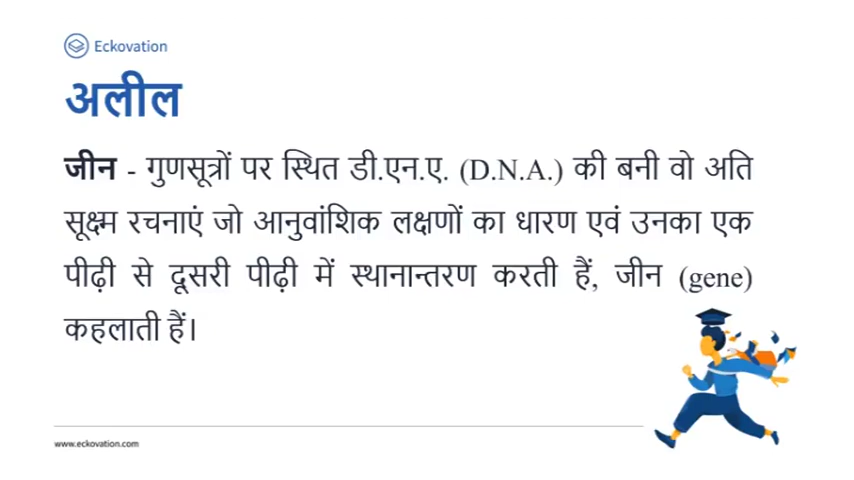 Eckovation
अलील
जीन - गुणसूत्रों पर स्थित डी.एन.ए. (D.N.A.) की बनी वो अति
सूक्ष्म रचनाएं जो आनुवांशिक लक्षणों का धारण एवं उनका एक
पीढ़ी से दूसरी पीढ़ी में स्थानान्तरण करती हैं, जीन (gene)
कहलाती हैं।
www.eckovation.com